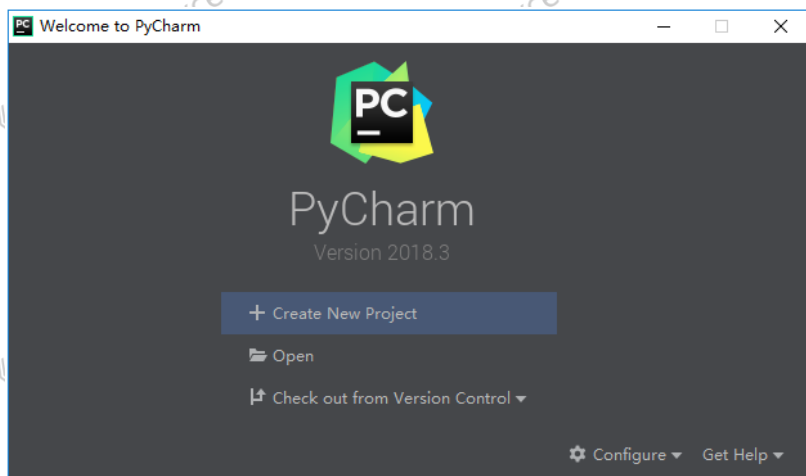 PC Welcome to PyCharm
PC
PyCharm
Version 2018.3
Create New Project
Open
Check out from Version Control
Configure Get Help